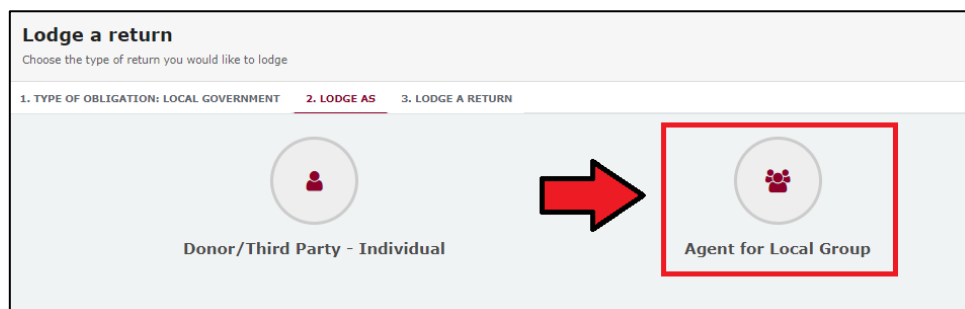 Lodge a return
Choose the type of return you would like to lodge
1. TYPE OF OBLIGATION: LOCAL GOVERNMENT 2. LODGE AS 3. LODGE A RETURN
Donor/Third Party - Individual
Agent for Local Group